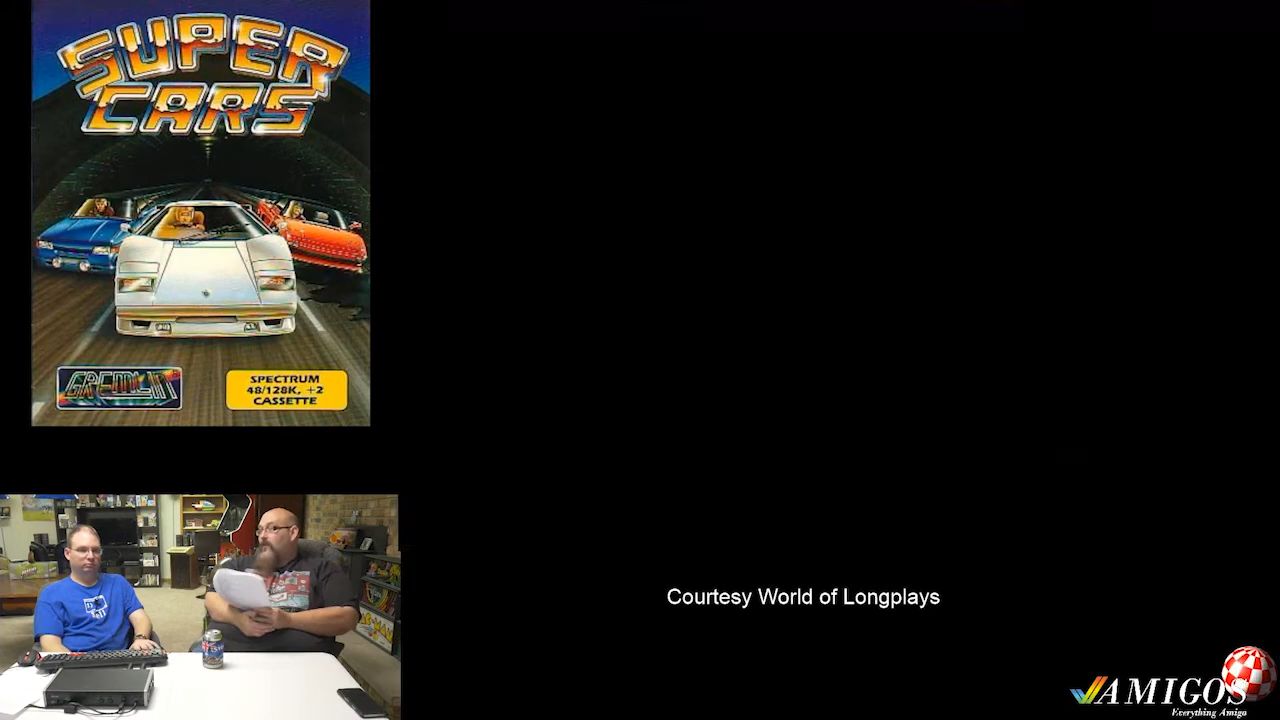 SUPER
CARS
GREMLIN
SPECTRUM
48/128K, +2
CASSETTE
Courtesy World of Longplays
AMIGOS
Everything Amiga